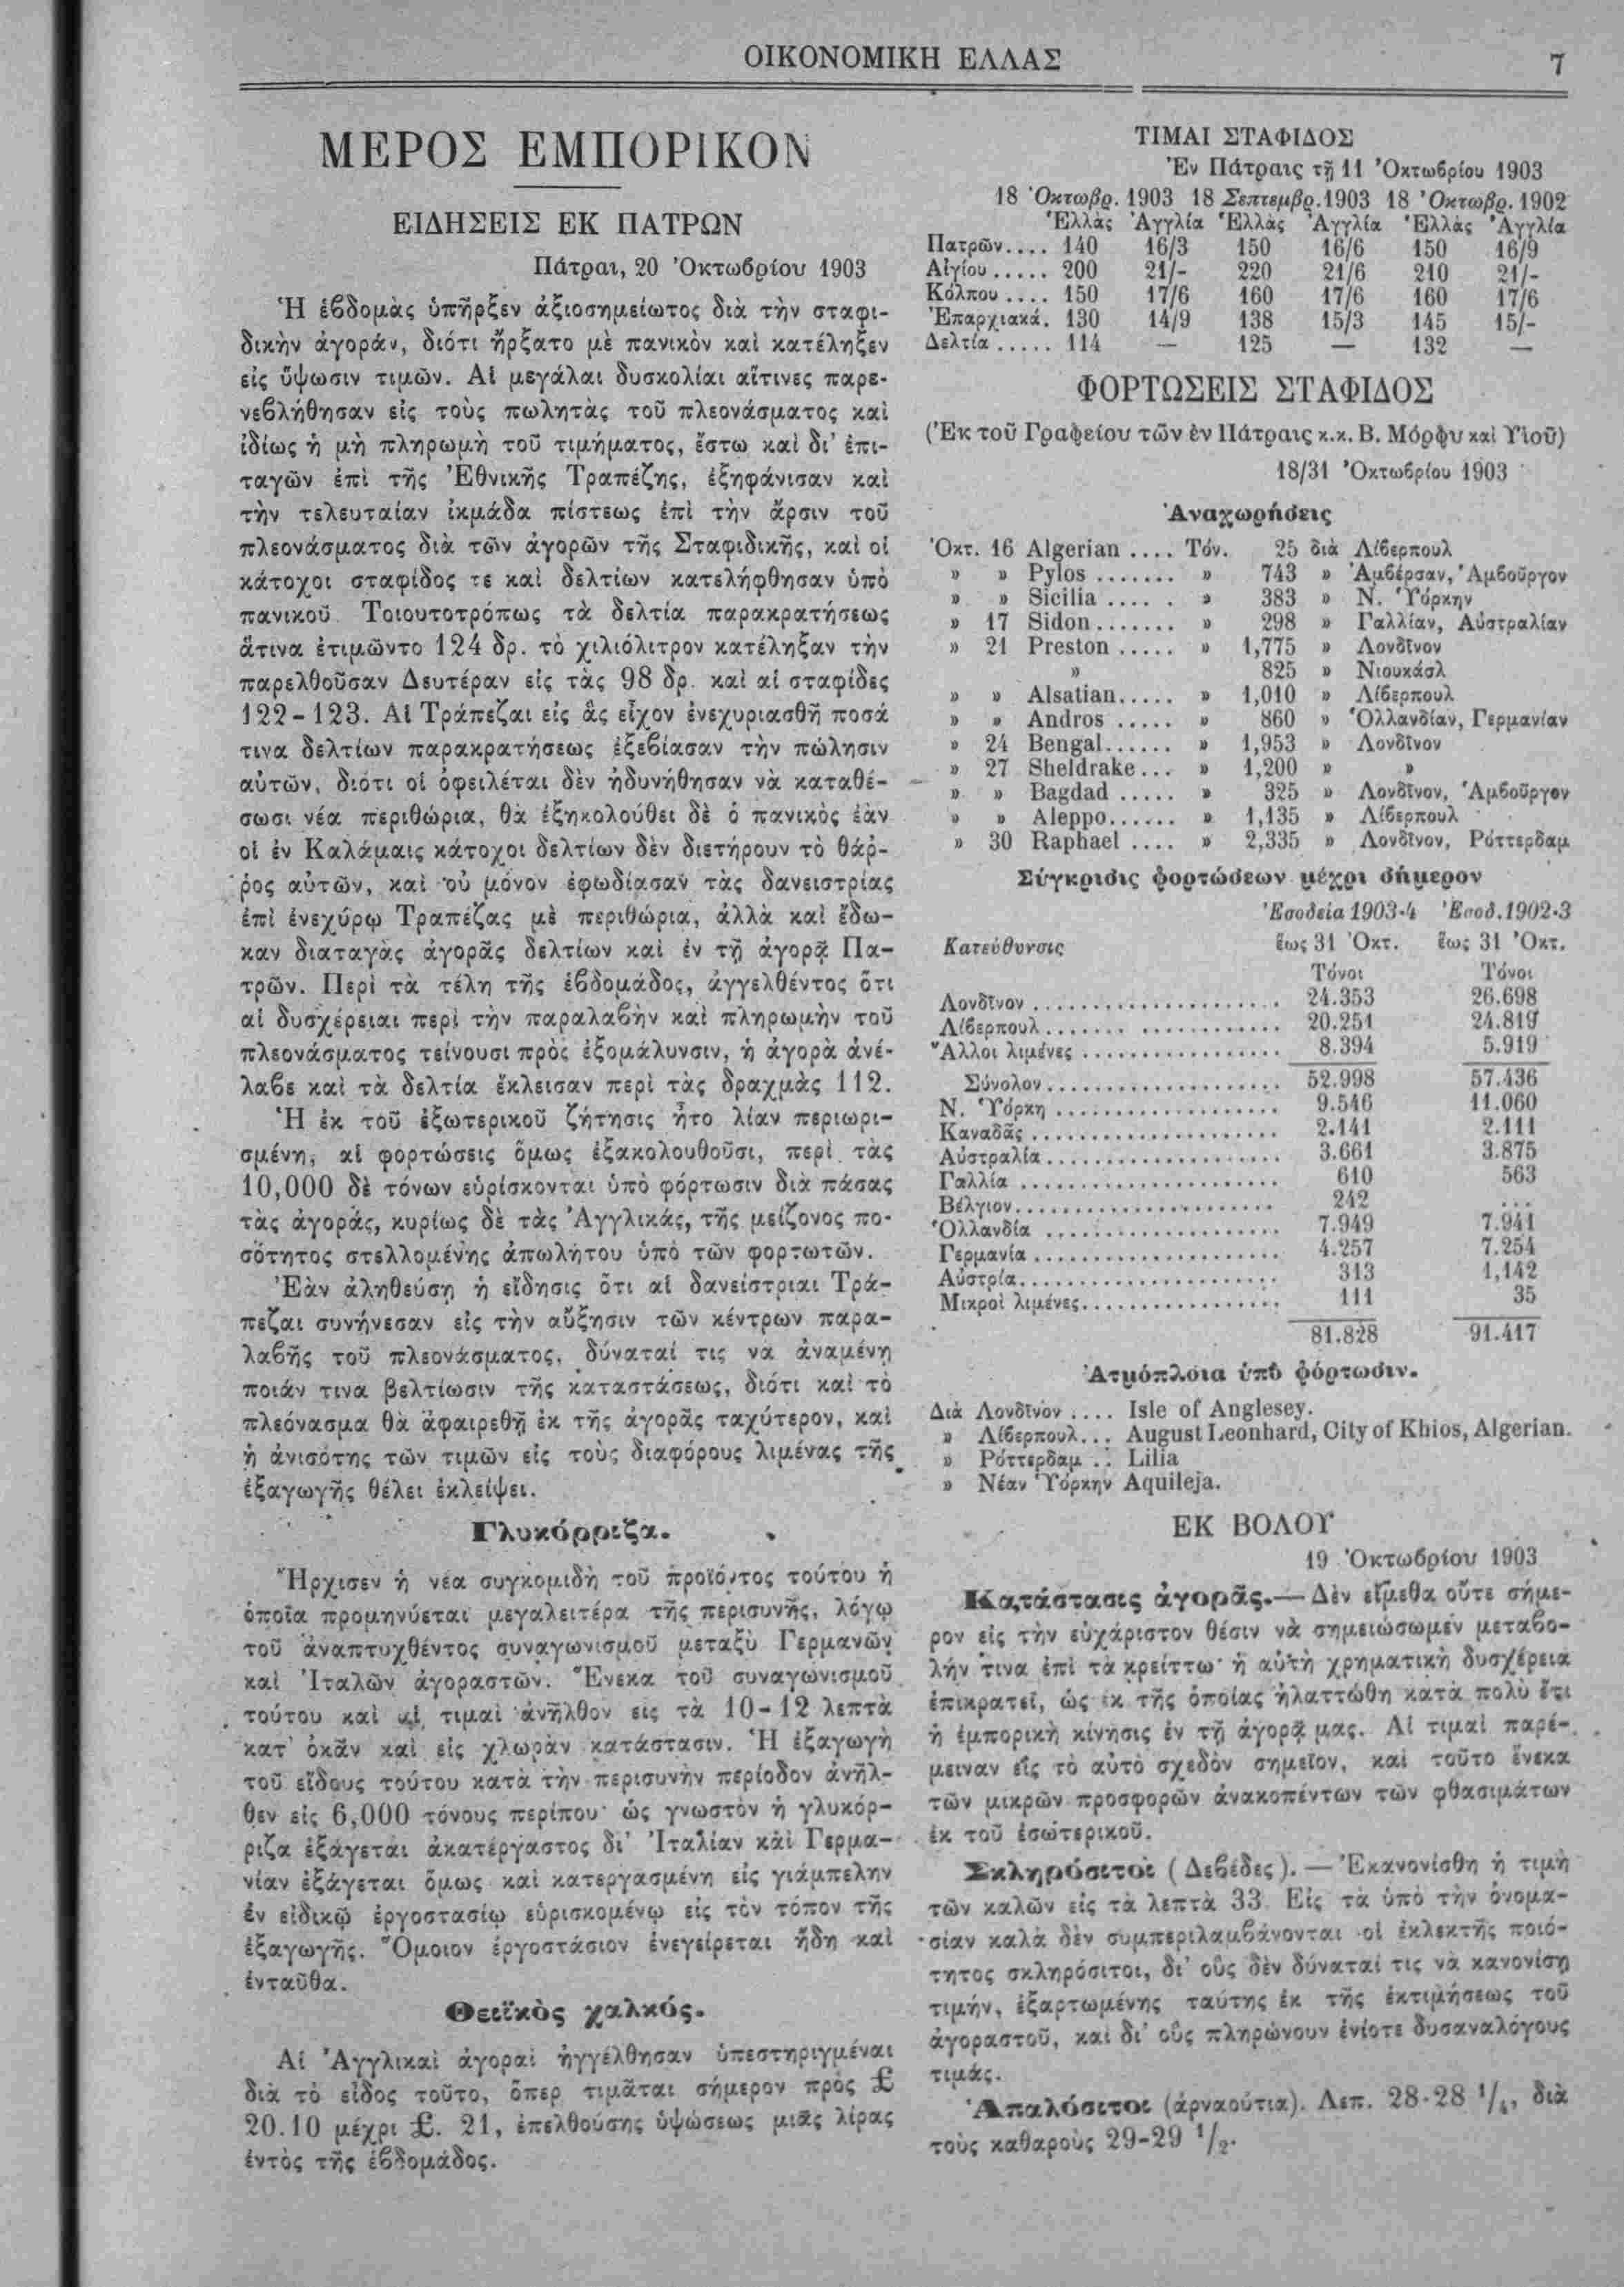 ΟΙΚΟΝΟΜΙΚΗ ΕΛΛΑΣ 7
ΜΕΡΟΣ ΕΜΠΟΡΙΚΟΝ
ΕΙΔΗΣΕΙΣ ΕΚ ΠΑΤΡΩΝ
Πάτραι, 20 Ὀκτωβρίου 1903
Ἡ ἑβδομὰς ὑπῆρξεν ἀξιοσημείωτος διὰ τὴν σταφι-
δικὴν ἀγοράν, διότι ἤρξατο μὲ πανικὸν καὶ κατέληξεν
εἰς ὕψωσιν τιμῶν. Αἱ μεγάλαι δυσκολίαι αἵτινες παρε-
νεβλήθησαν εἰς τοὺς πωλητὰς τοῦ πλεονάσματος καὶ
ἰδίως ἡ μὴ πληρωμὴ τοῦ τιμήματος, ἔστω καὶ δι' ἐπι-
ταγῶν ἐπὶ τῆς Ἐθνικῆς Τραπέζης, ἐξηφάνισαν καὶ
τὴν τελευταίαν ἰκμάδα πίστεως ἐπὶ τὴν ἄρσιν τοῦ
πλεονάσματος διὰ τῶν ἀγορῶν τῆς Σταφιδικῆς, καὶ οἱ
κάτοχοι σταφίδος τε καὶ δελτίων κατελήφθησαν ὑπὸ
πανικοῦ Τοιουτοτρόπως τὰ δελτία παρακρατήσεως
ἅτινα ἐτιμῶντο 124 δρ. τὸ χιλιόλιτρον κατέληξαν τὴν
παρελθοῦσαν Δευτέραν εἰς τὰς 98 δρ. καὶ αἱ σταφίδες
122-123. Αἱ Τράπεζαι εἰς ἃς εἶχον ἐνεχυριασθῆ ποσά
τινα δελτίων παρακρατήσεως ἐξεβίασαν τὴν πώλησιν
αὐτῶν, διότι οἱ ὀφειλέται δὲν ἠδυνήθησαν νὰ καταθέ-
σωσι νέα περιθώρια, θὰ ἐξηκολούθει δὲ ὁ πανικὸς ἐὰν
οἱ ἐν Καλάμαις κάτοχοι δελτίων δὲν διετήρουν τὸ θάρ-
ρος αὐτῶν, καὶ οὐ μόνον ἐφωδίασαν τὰς δανειστρίας
ἐπὶ ἐνεχύρῳ Τραπέζας μὲ περιθώρια, ἀλλὰ καὶ ἔδω-
καν διαταγὰς ἀγορᾶς δελτίων καὶ ἐν τῇ ἀγορᾷ Πα-
τρῶν. Περὶ τὰ τέλη τῆς ἑβδομάδος, ἀγγελθέντος ὅτι
αἱ δυσχέρειαι περὶ τὴν παραλαβὴν καὶ πληρωμὴν τοῦ
πλεονάσματος τείνουσι πρὸς ἐξομάλυνσιν, ἡ ἀγορὰ ἀνέ-
λαβε καὶ τὰ δελτία ἔκλεισαν περὶ τὰς δραχμὰς 112.
Ἡ ἐκ τοῦ ἐξωτερικοῦ ζήτησις ἦτο λίαν περιωρι-
σμένη, αἱ φορτώσεις ὅμως ἐξακολουθοῦσι, περὶ τὰς
10,000 δὲ τόνων εὑρίσκονται ὑπὸ φόρτωσιν διὰ πάσας
τὰς ἀγοράς, κυρίως δὲ τὰς Ἀγγλικάς, τῆς μείζονος πο-
σότητος στελλομένης ἀπωλήτου ὑπὸ τῶν φορτωτῶν.
Ἐὰν ἀληθεύσῃ ἡ εἴδησις ὅτι αἱ δανείστριαι Τρά-
πεζαι συνήνεσαν εἰς τὴν αὔξησιν τῶν κέντρων παρα-
λαβῆς τοῦ πλεονάσματος, δύναταί τις νὰ ἀναμένῃ
ποιάν τινα βελτίωσιν τῆς καταστάσεως, διότι καὶ τὸ
πλεόνασμα θὰ ἀφαιρεθῇ ἐκ τῆς ἀγορᾶς ταχύτερον, καὶ
ἡ ἀνισότης τῶν τιμῶν εἰς τοὺς διαφόρους λιμένας τῆς
ἐξαγωγῆς θέλει ἐκλείψει.
Γλυκόρριζα.
Ἤρχισεν ἡ νέα συγκομιδὴ τοῦ προϊόντος τούτου ἡ
ὁποῖα προμηνύεται μεγαλειτέρα τῆς περισυνῆς, λόγῳ
τοῦ ἀναπτυχθέντος συναγωνισμοῦ μεταξὺ Γερμανῶν
καὶ Ἰταλῶν ἀγοραστῶν. Ἕνεκα τοῦ συναγωνισμοῦ
τούτου καὶ αἱ τιμαὶ ἀνῆλθον εἰς τὰ 10-12 λεπτὰ
κατ' ὀκᾶν καὶ εἰς χλωρὰν κατάστασιν. Ἡ ἐξαγωγὴ
τοῦ εἴδους τούτου κατὰ τὴν περισυνὴν περίοδον ἀνῆλ-
θεν εἰς 6,000 τόνους περίπου· ὡς γνωστὸν ἡ γλυκόρ-
ριζα ἐξάγεται ἀκατέργαστος δι' Ἰταλίαν καὶ Γερμα-
νίαν ἐξάγεται ὅμως καὶ κατεργασμένη εἰς γιάμπελην
ἐν εἰδικῷ ἐργοστασίῳ εὑρισκομένῳ εἰς τὸν τόπον τῆς
ἐξαγωγῆς. Ὅμοιον ἐργοστάσιον ἐνεγείρεται ἤδη καὶ
ἐνταῦθα.
Θειϊκὸς χαλκός.
Αἱ Ἀγγλικαὶ ἀγοραὶ ἠγγέλθησαν ὑπεστηριγμέναι
διὰ τὸ εἶδος τοῦτο, ὅπερ τιμᾶται σήμερον πρὸς £
20.10 μέχρι £. 21, ἐπελθούσης ὑψώσεως μιᾶς λίρας
ἐντὸς τῆς ἑβδομάδος.
ΤΙΜΑΙ ΣΤΑΦΙΔΟΣ
Ἐν Πάτραις τῇ 11 Ὀκτωβρίου 1903
18 Ὀκτωβρ. 1903 18 Σεπτεμβρ. 1903 18 Ὀκτωβρ. 1902
Ἑλλὰς Ἀγγλία Ἑλλὰς Ἀγγλία Ἑλλὰς Ἀγγλία
Πατρῶν.... 140 16/3 150 16/6 150 16/9
Αἰγίου..... 200 21/- 220 21/6 210 21/-
Κόλπου.... 150 17/6 160 17/6 160 17/6
Ἐπαρχιακά. 130 14/9 138 15/3 145 15/-
Δελτία..... 114 — 125 — 132 —
ΦΟΡΤΩΣΕΙΣ ΣΤΑΦΙΔΟΣ
(Ἐκ τοῦ Γραφείου τῶν ἐν Πάτραις κ.κ. Β. Μόρφυ καὶ Υἱοῦ)
18/31 Ὀκτωβρίου 1903
Ἀναχωρήσεις
Ὀκτ. 16 Algerian.... Τόν. 25 διὰ Λίβερπουλ
» » Pylos....... » 743 » Ἀμβέρσαν, Ἀμβοῦργον
» » Sicilia..... » 383 » Ν. Ὑόρκην
» 17 Sidon....... » 298 » Γαλλίαν, Αὐστραλίαν
» 21 Preston..... » 1,775 » Λονδῖνον
» 825 » Νιουκάσλ
» » Alsatian..... » 1,010 » Λίβερπουλ
» » Andros..... » 860 » Ὀλλανδίαν, Γερμανίαν
» 24 Bengal...... » 1,953 » Λονδῖνον
» 27 Sheldrake... » 1,200 » »
» » Bagdad..... » 325 » Λονδῖνον, Ἀμβοῦργον
» » Aleppo...... » 1,135 » Λίβερπουλ
» 30 Raphael.... » 2,335 » Λονδῖνον, Ρόττερδαμ
Σύγκρισις φορτώσεων μέχρι σήμερον
Ἐσοδεία 1903-4 Ἐσοδ. 1902-3
Κατεύθυνσις ἕως 31 Ὀκτ. ἕως 31 Ὀκτ.
Τόνοι Τόνοι
Λονδῖνον........ 24.353 26.698
Λίβερπουλ........ 20.251 24.819
Ἄλλοι λιμένες........ 8.394 5.919
Σύνολον........ 52.998 57.436
Ν. Ὑόρκη........ 9.546 11.060
Καναδᾶς........ 2.141 2.111
Αὐστραλία........ 3.661 3.875
Γαλλία........ 610 563
Βέλγιον........ 242 ...
Ὀλλανδία........ 7.949 7.941
Γερμανία........ 4.257 7.254
Αὐστρία........ 313 1,142
Μικροὶ λιμένες........ 111 35
81.828 91.417
Ἀτμόπλοια ὑπὸ φόρτωσιν.
Διὰ Λονδῖνον.... Isle of Anglesey.
» Λίβερπουλ... August Leonhard, City of Khios, Algerian.
» Ρόττερδαμ.. Lilia
» Νέαν Ὑόρκην Aquileja.
ΕΚ ΒΟΛΟΥ
19 Ὀκτωβρίου 1903
Κατάστασις ἀγορᾶς.— Δὲν εἴμεθα οὔτε σήμε-
ρον εἰς τὴν εὐχάριστον θέσιν νὰ σημειώσωμεν μεταβο-
λήν τινα ἐπὶ τὰ κρείττω· ἡ αὐτὴ χρηματικὴ δυσχέρεια
ἐπικρατεῖ, ὡς ἐκ τῆς ὁποίας ἠλαττώθη κατὰ πολὺ ἔτι
ἡ ἐμπορικὴ κίνησις ἐν τῇ ἀγορᾷ μας. Αἱ τιμαὶ παρέ-
μειναν εἰς τὸ αὐτὸ σχεδὸν σημεῖον, καὶ τοῦτο ἕνεκα
τῶν μικρῶν προσφορῶν ἀνακοπέντων τῶν φθασιμάτων
ἐκ τοῦ ἐσωτερικοῦ.
Σκληρόσιτοι (Δεβέδες). — Ἐκανονίσθη ἡ τιμὴ
τῶν καλῶν εἰς τὰ λεπτὰ 33. Εἰς τὰ ὑπὸ τὴν ὀνομα-
σίαν καλὰ δὲν συμπεριλαμβάνονται οἱ ἐκλεκτῆς ποιό-
τητος σκληρόσιτοι, δι' οὓς δὲν δύναταί τις νὰ κανονίσῃ
τιμήν, ἐξαρτωμένης ταύτης ἐκ τῆς ἐκτιμήσεως τοῦ
ἀγοραστοῦ, καὶ δι' οὓς πληρώνουν ἐνίοτε δυσαναλόγους
τιμάς.
Ἀπαλόσιτοι (ἀρναούτια). Λεπ. 28-28 1/4, διὰ
τοὺς καθαροὺς 29-29 1/2.